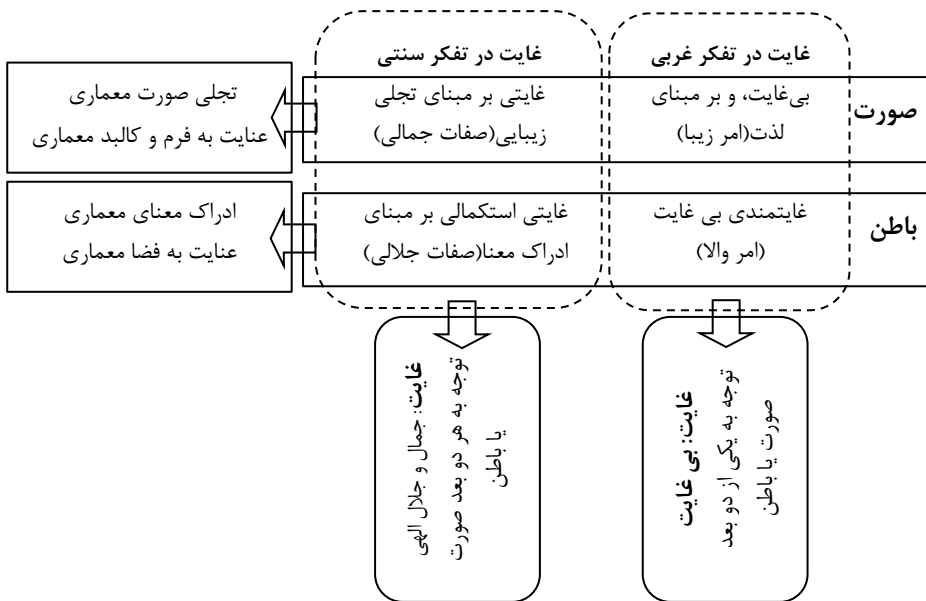 غایت در تفکر غربی
غایت در تفکر سنتی
صورت
بی‌غایت، و بر مبنای
لذت(امر زیبا)
غایتی بر مبنای تجلی
زیبایی(صفات جمالی)
تجلی صورت معماری
عنایت به فرم و کالبد معماری
باطن
غایتمندی بی غایت
(امر والا)
غایتی استکمالی بر مبنای
ادراک معنا(صفات جلالی)
ادراک معنای معماری
عنایت به فضا معماری
غایت: بی غایت
توجه به یکی از دو بعد
صورت یا باطن
غایت: جمال و جلال الهی
توجه به هر دو بعد صورت
یا باطن